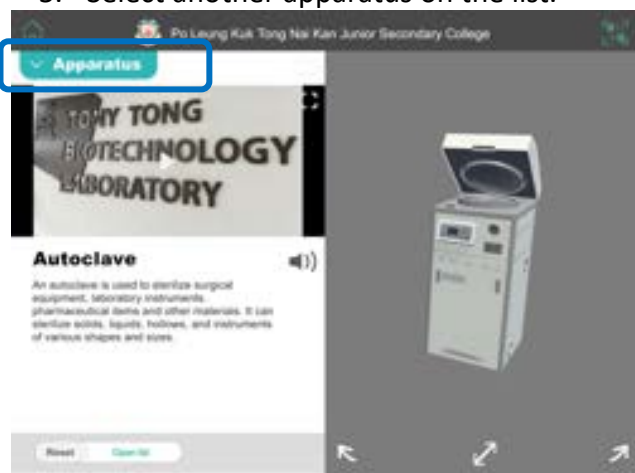 3. Select another apparatus on the list.
Po Leung Kuk Tong Nai Kan Junior Secondary College
Apparatus
TONY TONG
BIOTECHNOLOGY
LABORATORY
Autoclave
An autoclave is used to sterilize surgical
equipment, laboratory instruments,
pharmaceutical items and other materials. It can
sterilize solids, liquids, hollows, and instruments
of various shapes and sizes.
Reset
Open lid